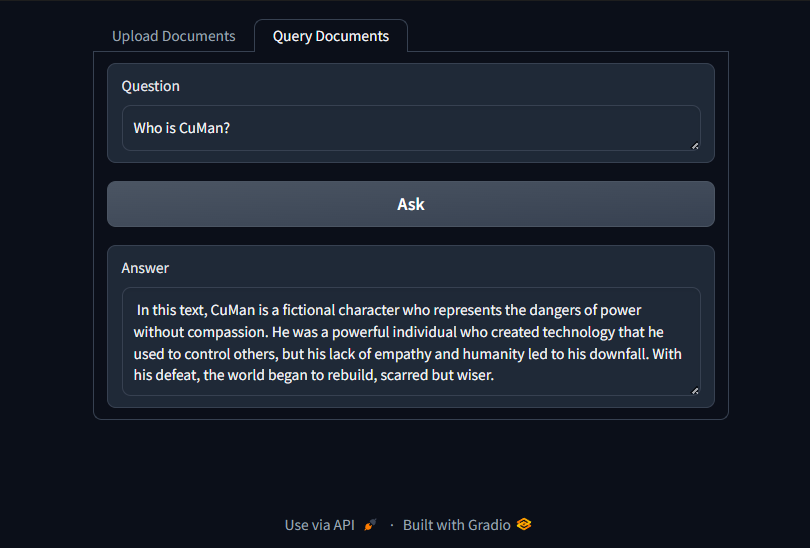 Upload Documents
Query Documents
Question
Who is CuMan?
Ask
Answer
In this text, CuMan is a fictional character who represents the dangers of power
without compassion. He was a powerful individual who created technology that he
used to control others, but his lack of empathy and humanity led to his downfall. With
his defeat, the world began to rebuild, scarred but wiser.
Use via API · Built with Gradio